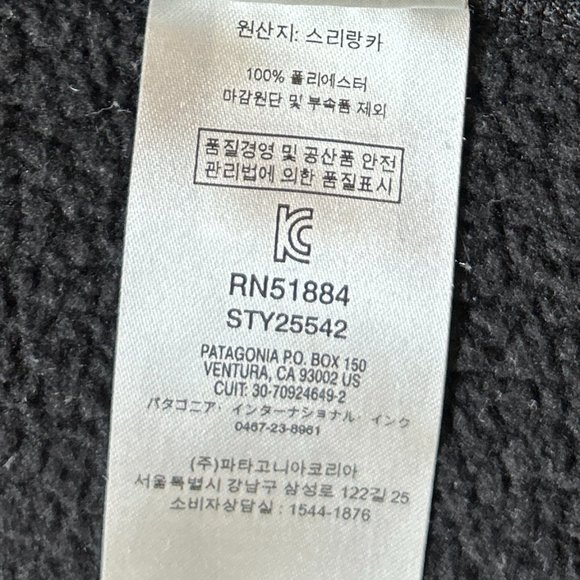 원산지: 스리랑카
100% 폴리에스터
마감원단 및 부속품 제외
품질경영 및 공산품 안전
관리법에 의한 품질표시
KC
RN51884
STY25542
PATAGONIA P.O. BOX 150
VENTURA, CA 93002 US
CUIT: 30-70924649-2
パタゴニア・インターナショナル・インク
0467-23-8961
(주)파타고니아코리아
서울특별시 강남구 삼성로 122길 25
소비자상담실 : 1544-1876